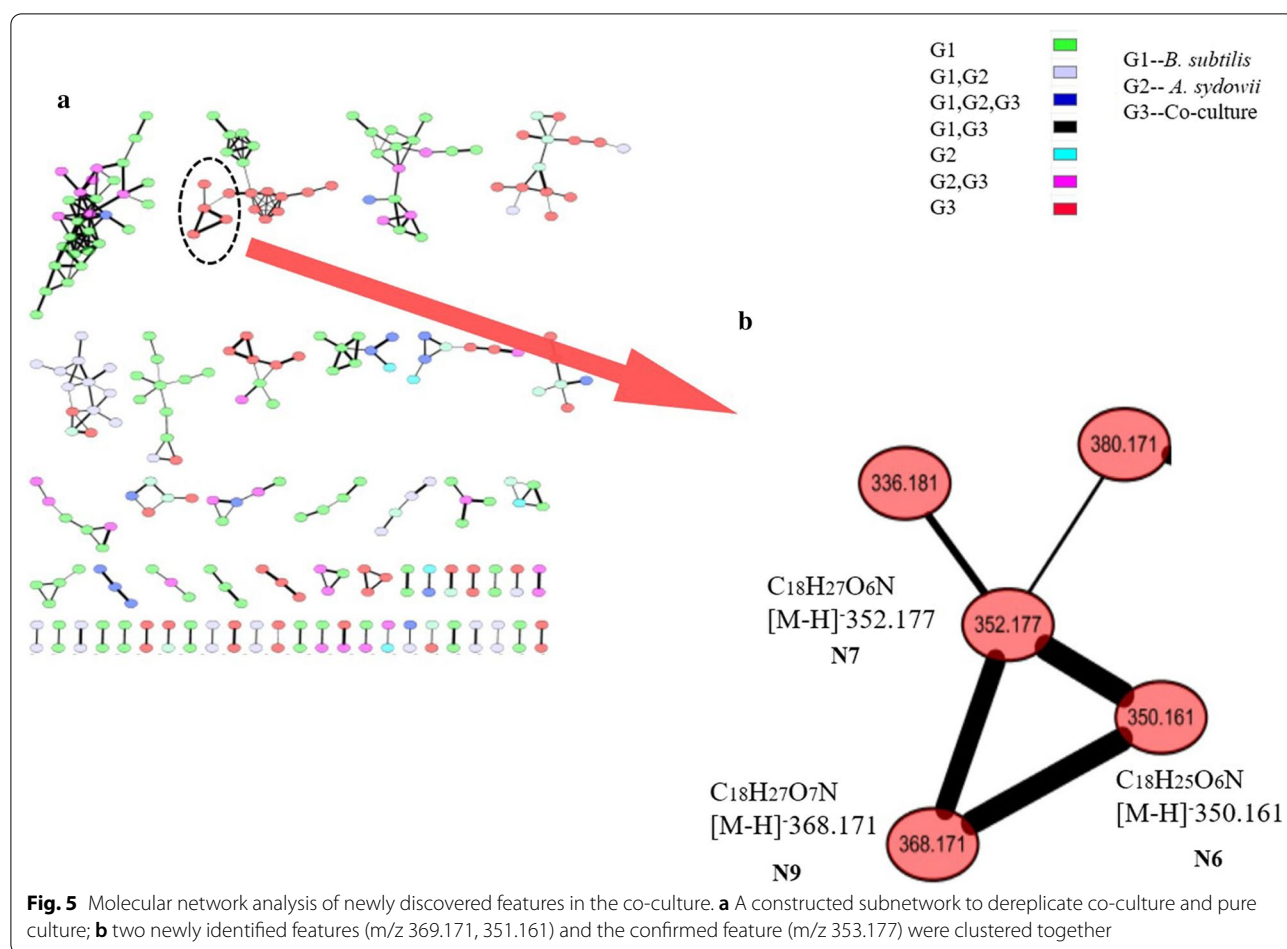 a
G1
G1,G2
G1,G2,G3
G1,G3
G2
G2,G3
G3
G1--B. subtilis
G2-- A. sydowii
G3--Co-culture
b
380.171
336.181
C₁₈H₂₇O₆N
[M-H]⁻352.177
N7
352.177
350.161
C₁₈H₂₅O₆N
[M-H]⁻350.161
N6
C₁₈H₂₇O₇N
[M-H]⁻368.171
N9
368.171
Fig. 5 Molecular network analysis of newly discovered features in the co-culture. a A constructed subnetwork to dereplicate co-culture and pure
culture; b two newly identified features (m/z 369.171, 351.161) and the confirmed feature (m/z 353.177) were clustered together